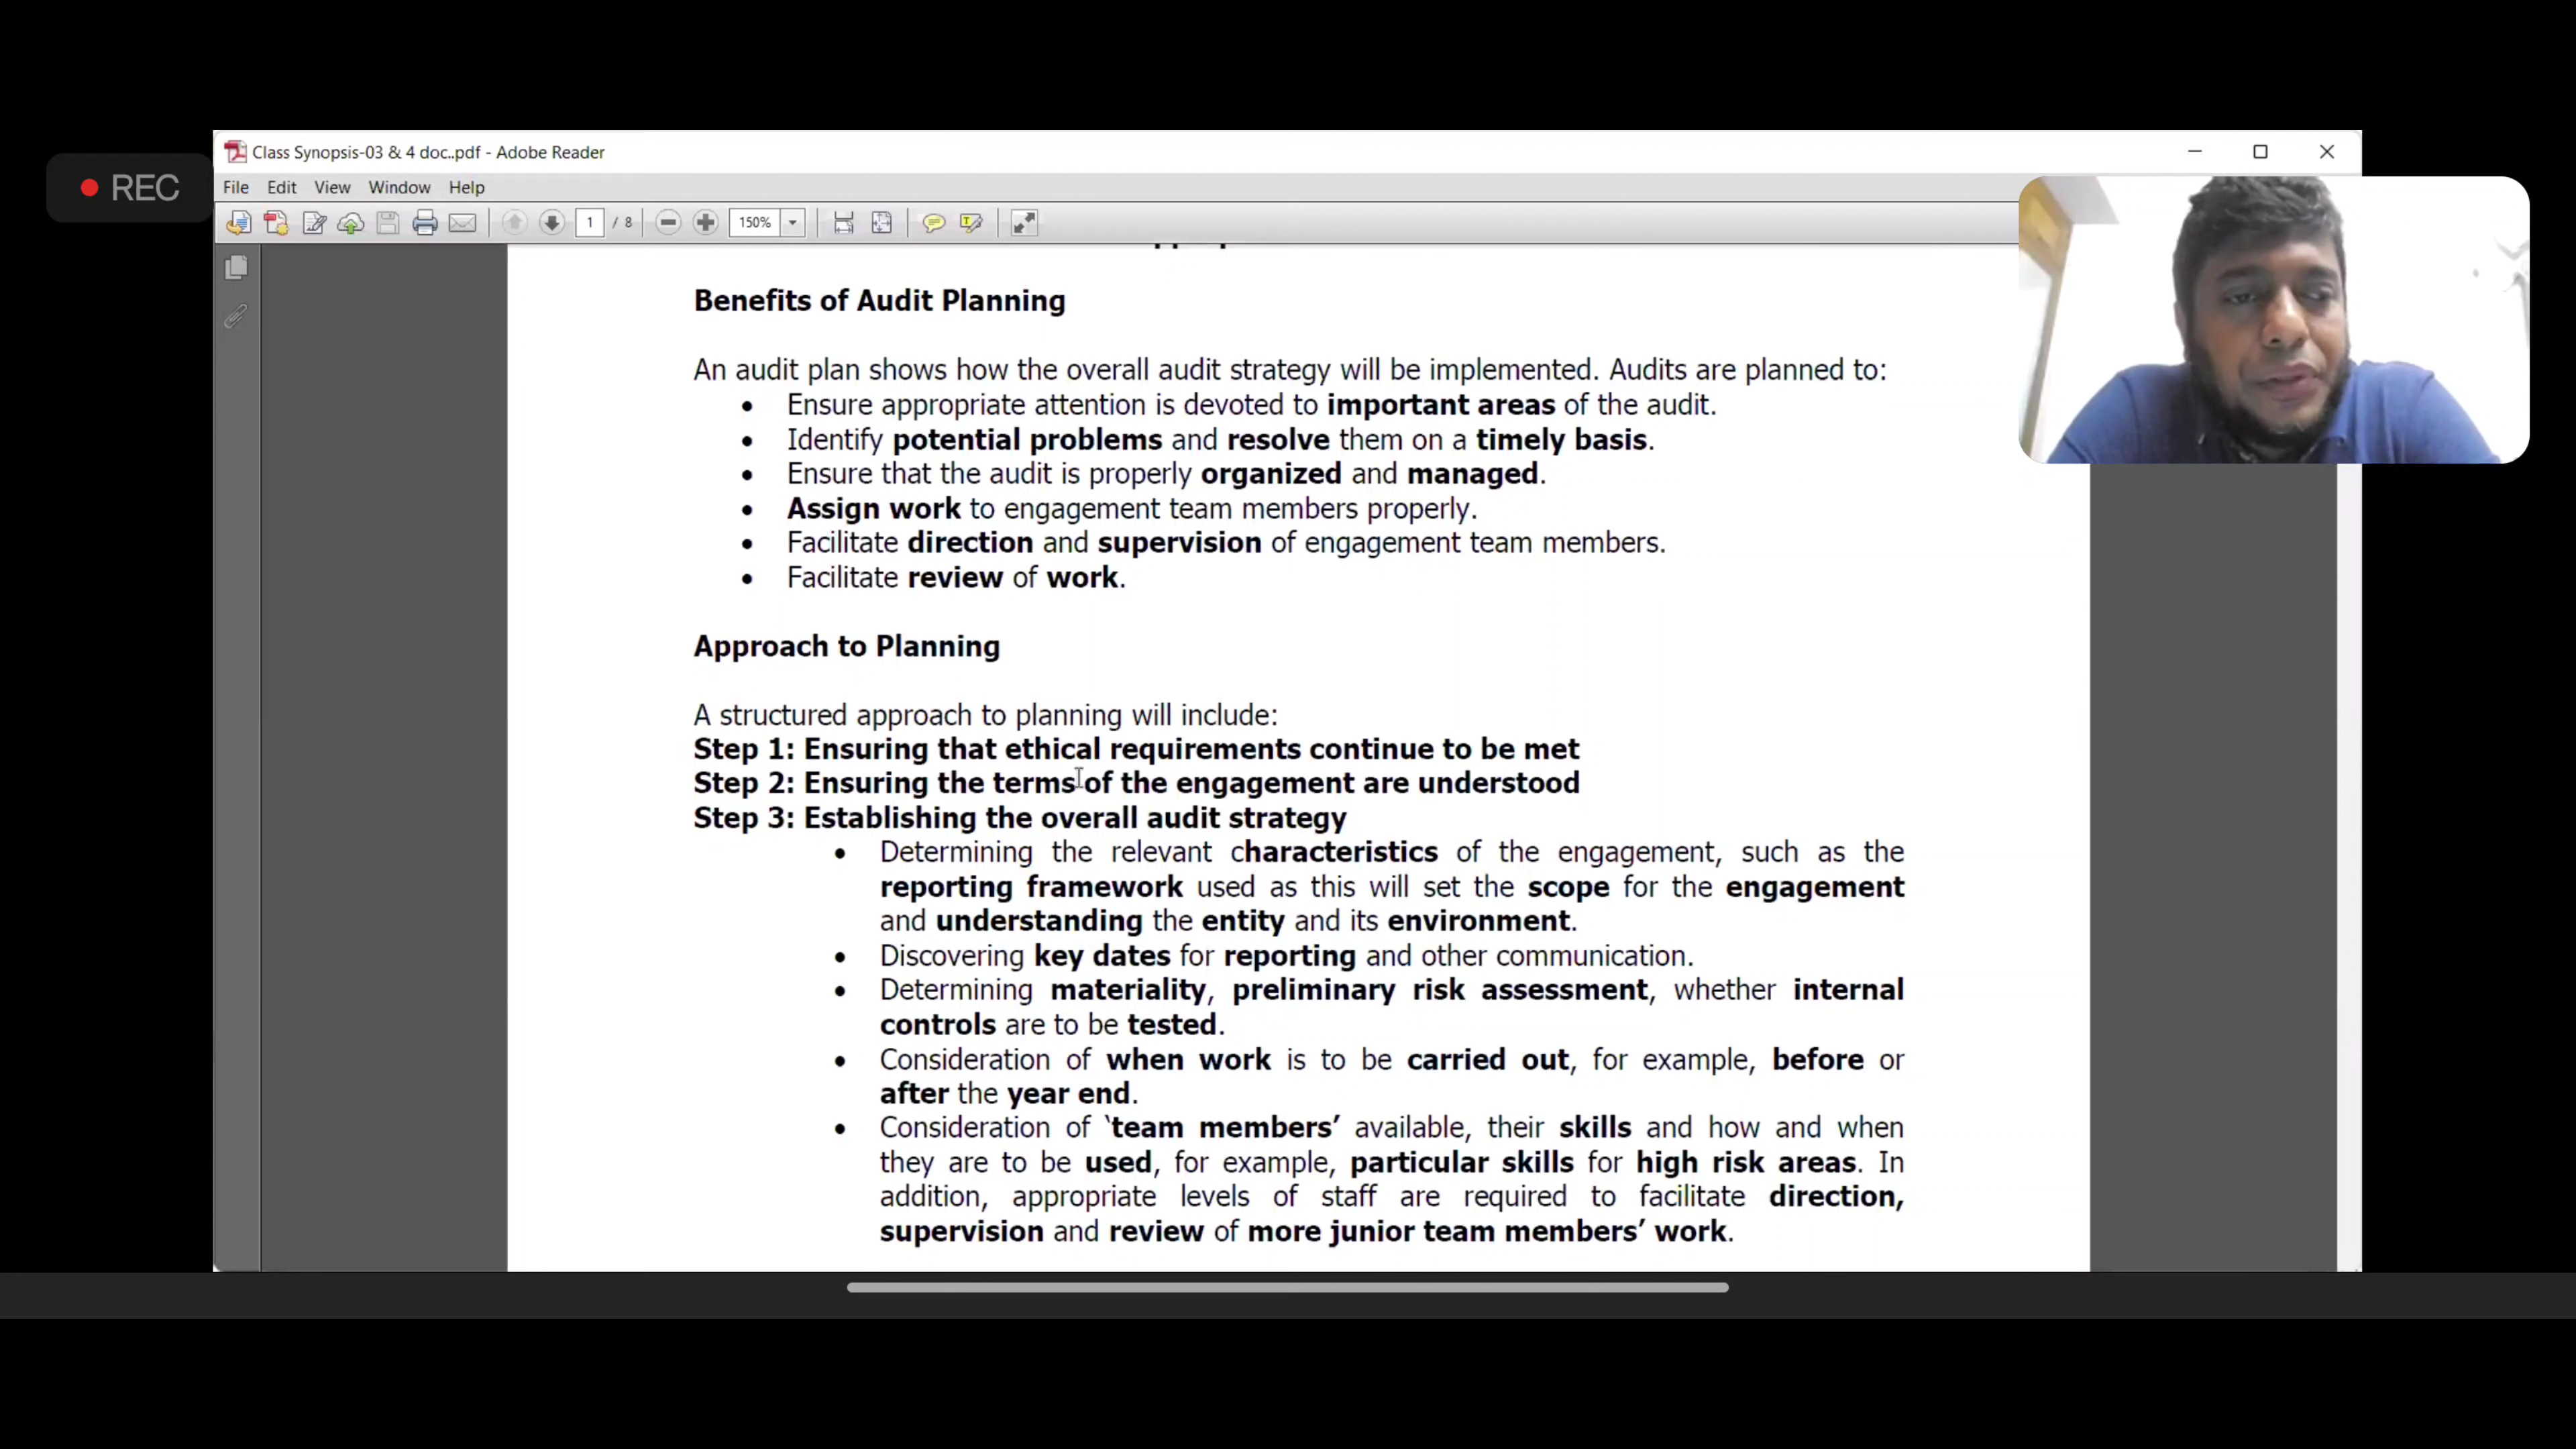 Class Synopsis-03 & 4 doc..pdf - Adobe Reader
REC
File Edit View Window Help
1 / 8 150%
Benefits of Audit Planning
An audit plan shows how the overall audit strategy will be implemented. Audits are planned to:
• Ensure appropriate attention is devoted to important areas of the audit.
• Identify potential problems and resolve them on a timely basis.
• Ensure that the audit is properly organized and managed.
• Assign work to engagement team members properly.
• Facilitate direction and supervision of engagement team members.
• Facilitate review of work.
Approach to Planning
A structured approach to planning will include:
Step 1: Ensuring that ethical requirements continue to be met
Step 2: Ensuring the terms of the engagement are understood
Step 3: Establishing the overall audit strategy
• Determining the relevant characteristics of the engagement, such as the
reporting framework used as this will set the scope for the engagement
and understanding the entity and its environment.
• Discovering key dates for reporting and other communication.
• Determining materiality, preliminary risk assessment, whether internal
controls are to be tested.
• Consideration of when work is to be carried out, for example, before or
after the year end.
• Consideration of ‘team members’ available, their skills and how and when
they are to be used, for example, particular skills for high risk areas. In
addition, appropriate levels of staff are required to facilitate direction,
supervision and review of more junior team members’ work.